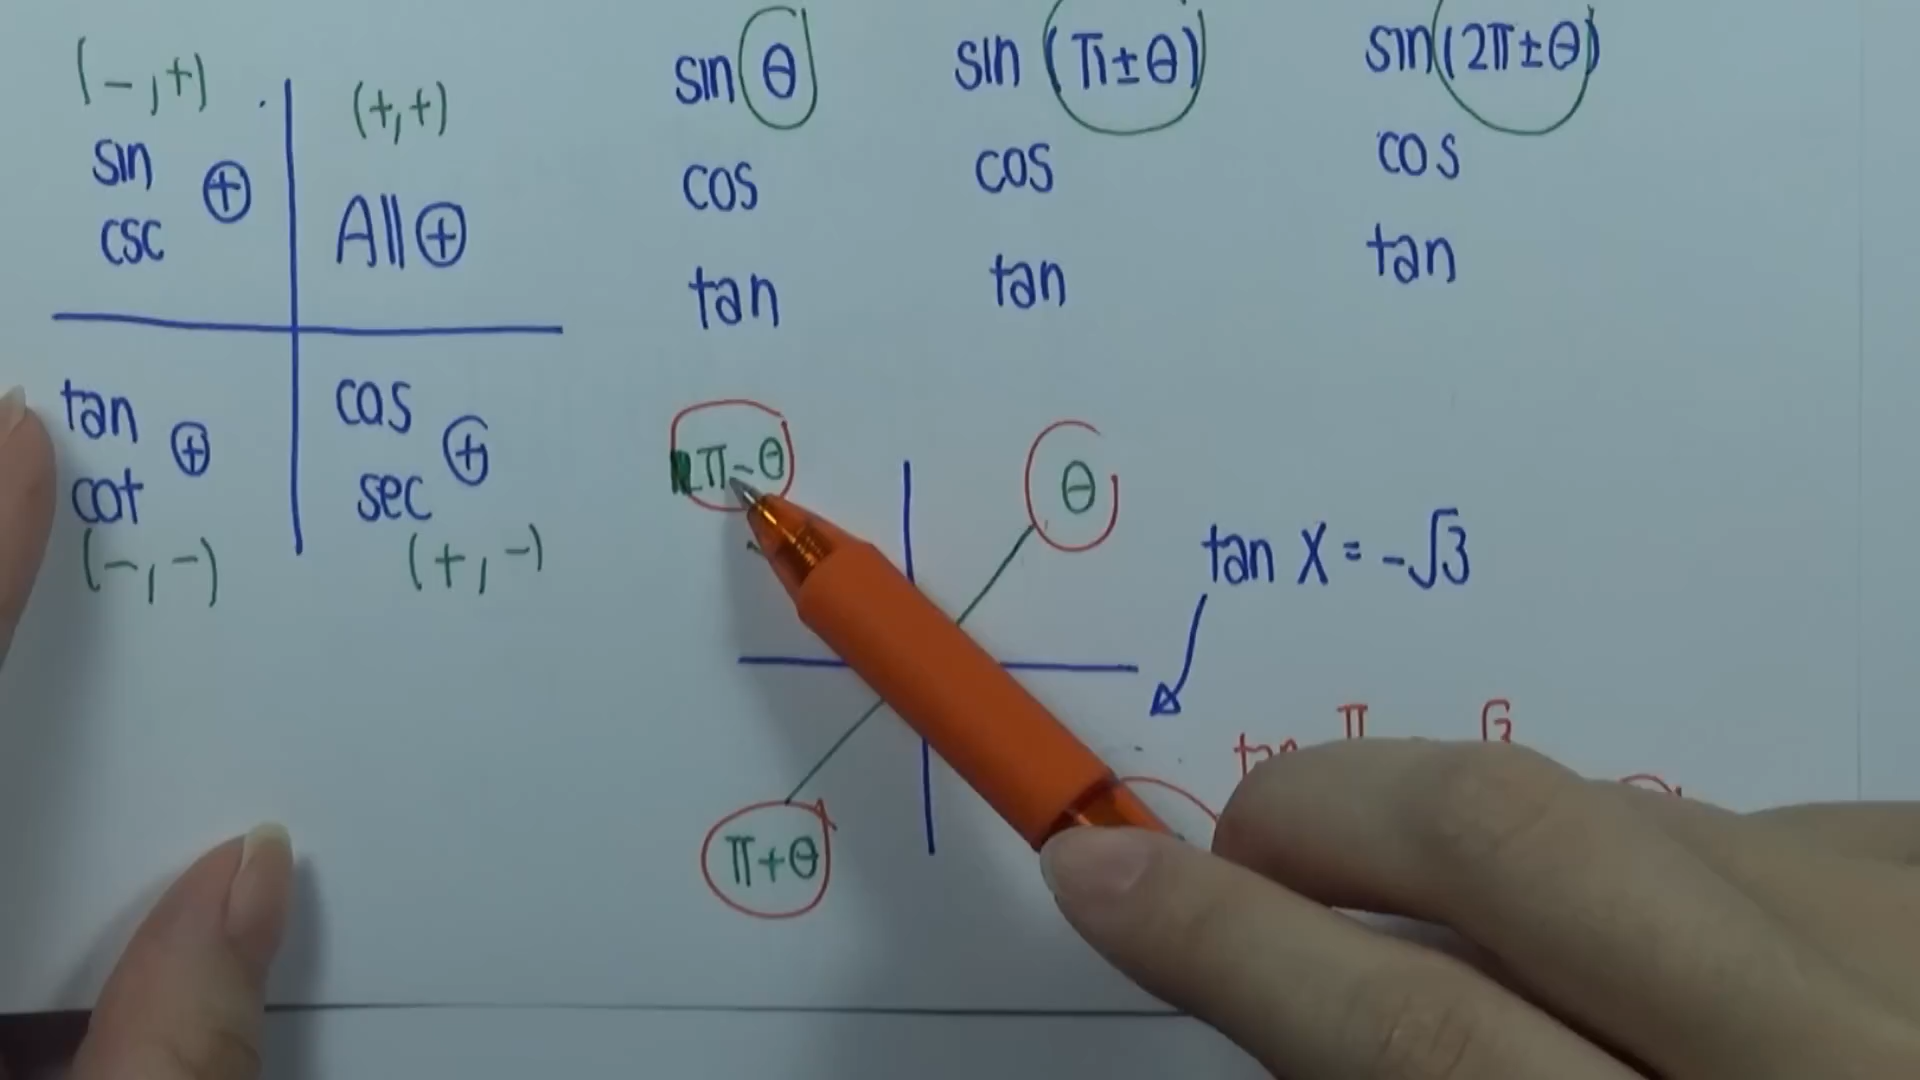 (-,+)
(+,+)
sin
csc
⊕
All ⊕
tan
cot
⊕
cos
sec
⊕
(-,-)
(+,-)
sin θ
cos
tan
sin (π±θ)
cos
tan
sin(2π±θ)
cos
tan
π-θ
θ
π+θ
tan X = -√3